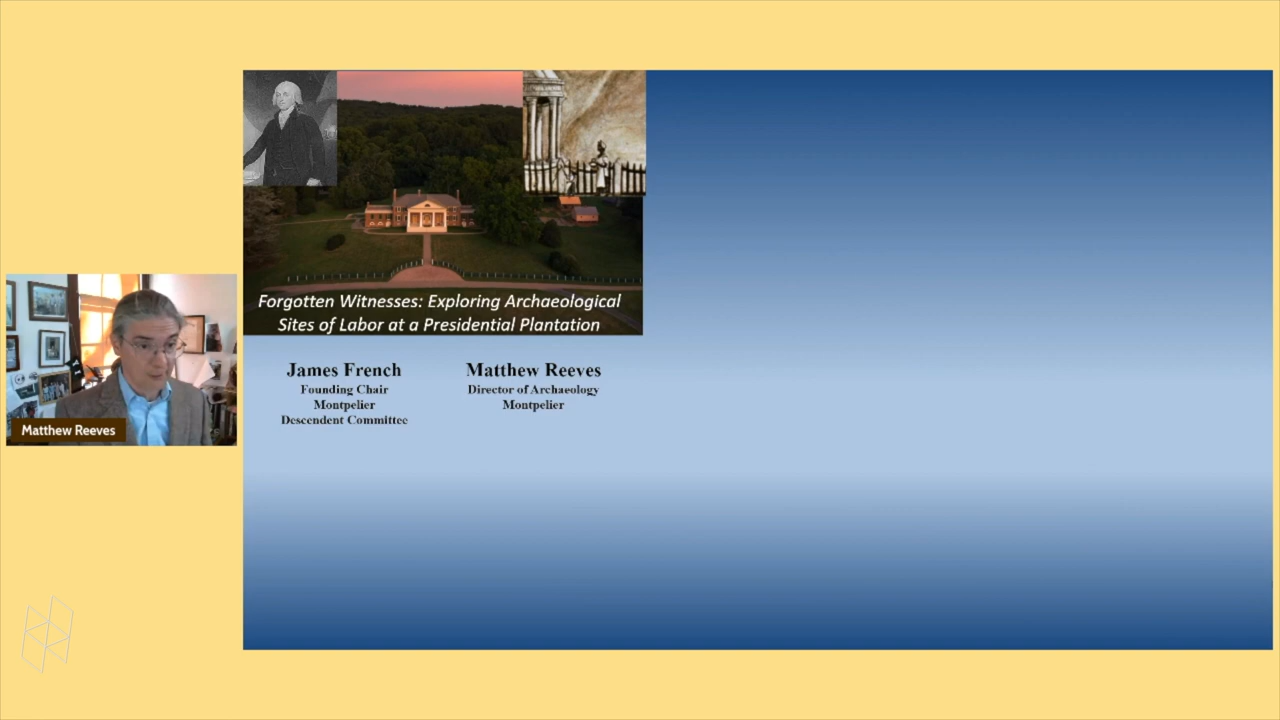 Forgotten Witnesses: Exploring Archaeological
Sites of Labor at a Presidential Plantation
James French
Founding Chair
Montpelier
Descendent Committee
Matthew Reeves
Director of Archaeology
Montpelier
Matthew Reeves